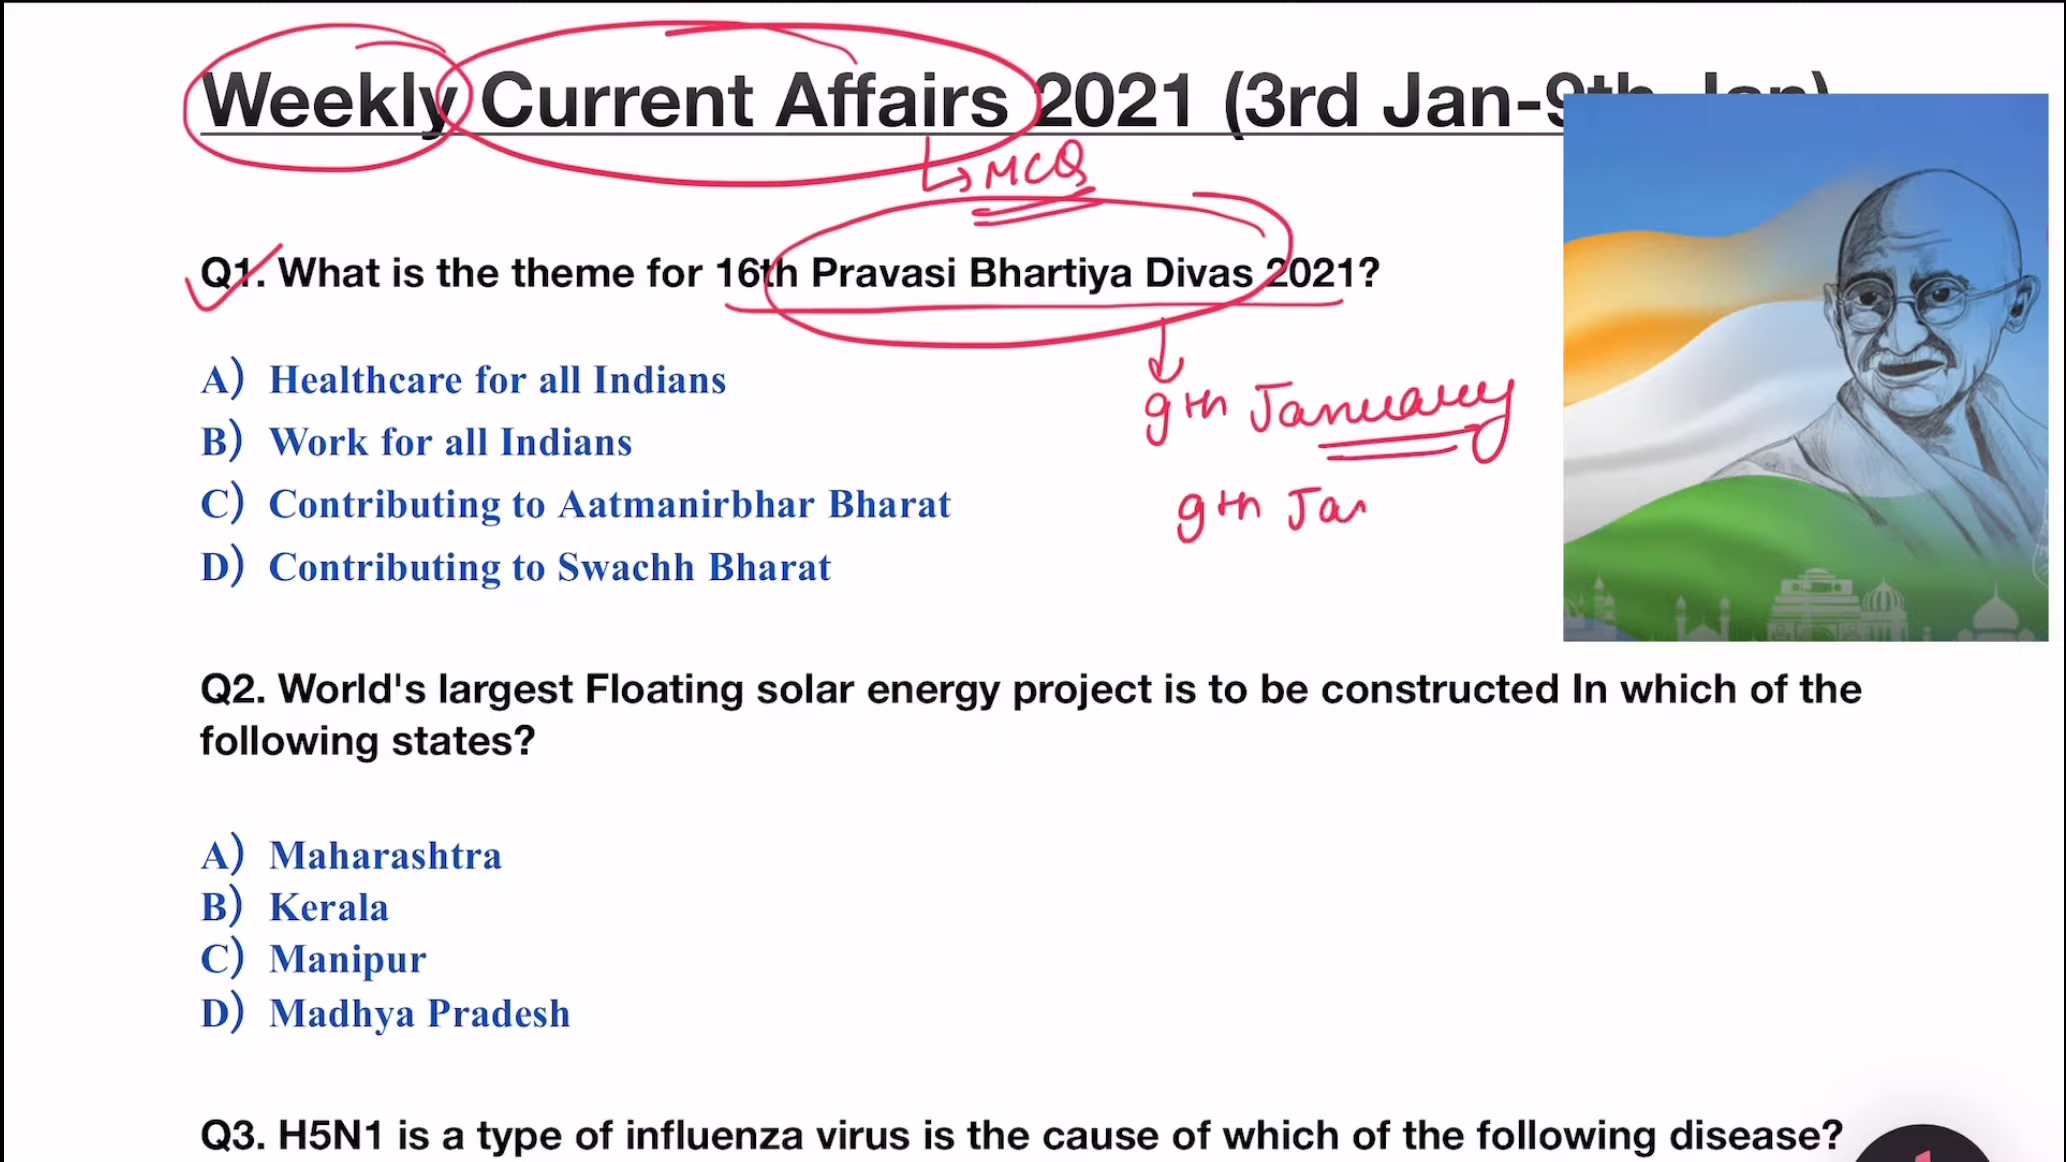 Weekly Current Affairs 2021 (3rd Jan-9th Jan)
MCQ
Q1. What is the theme for 16th Pravasi Bhartiya Divas 2021?
A) Healthcare for all Indians
9th January
B) Work for all Indians
C) Contributing to Aatmanirbhar Bharat
9th Jan
D) Contributing to Swachh Bharat
Q2. World's largest Floating solar energy project is to be constructed In which of the
following states?
A) Maharashtra
B) Kerala
C) Manipur
D) Madhya Pradesh
Q3. H5N1 is a type of influenza virus is the cause of which of the following disease?